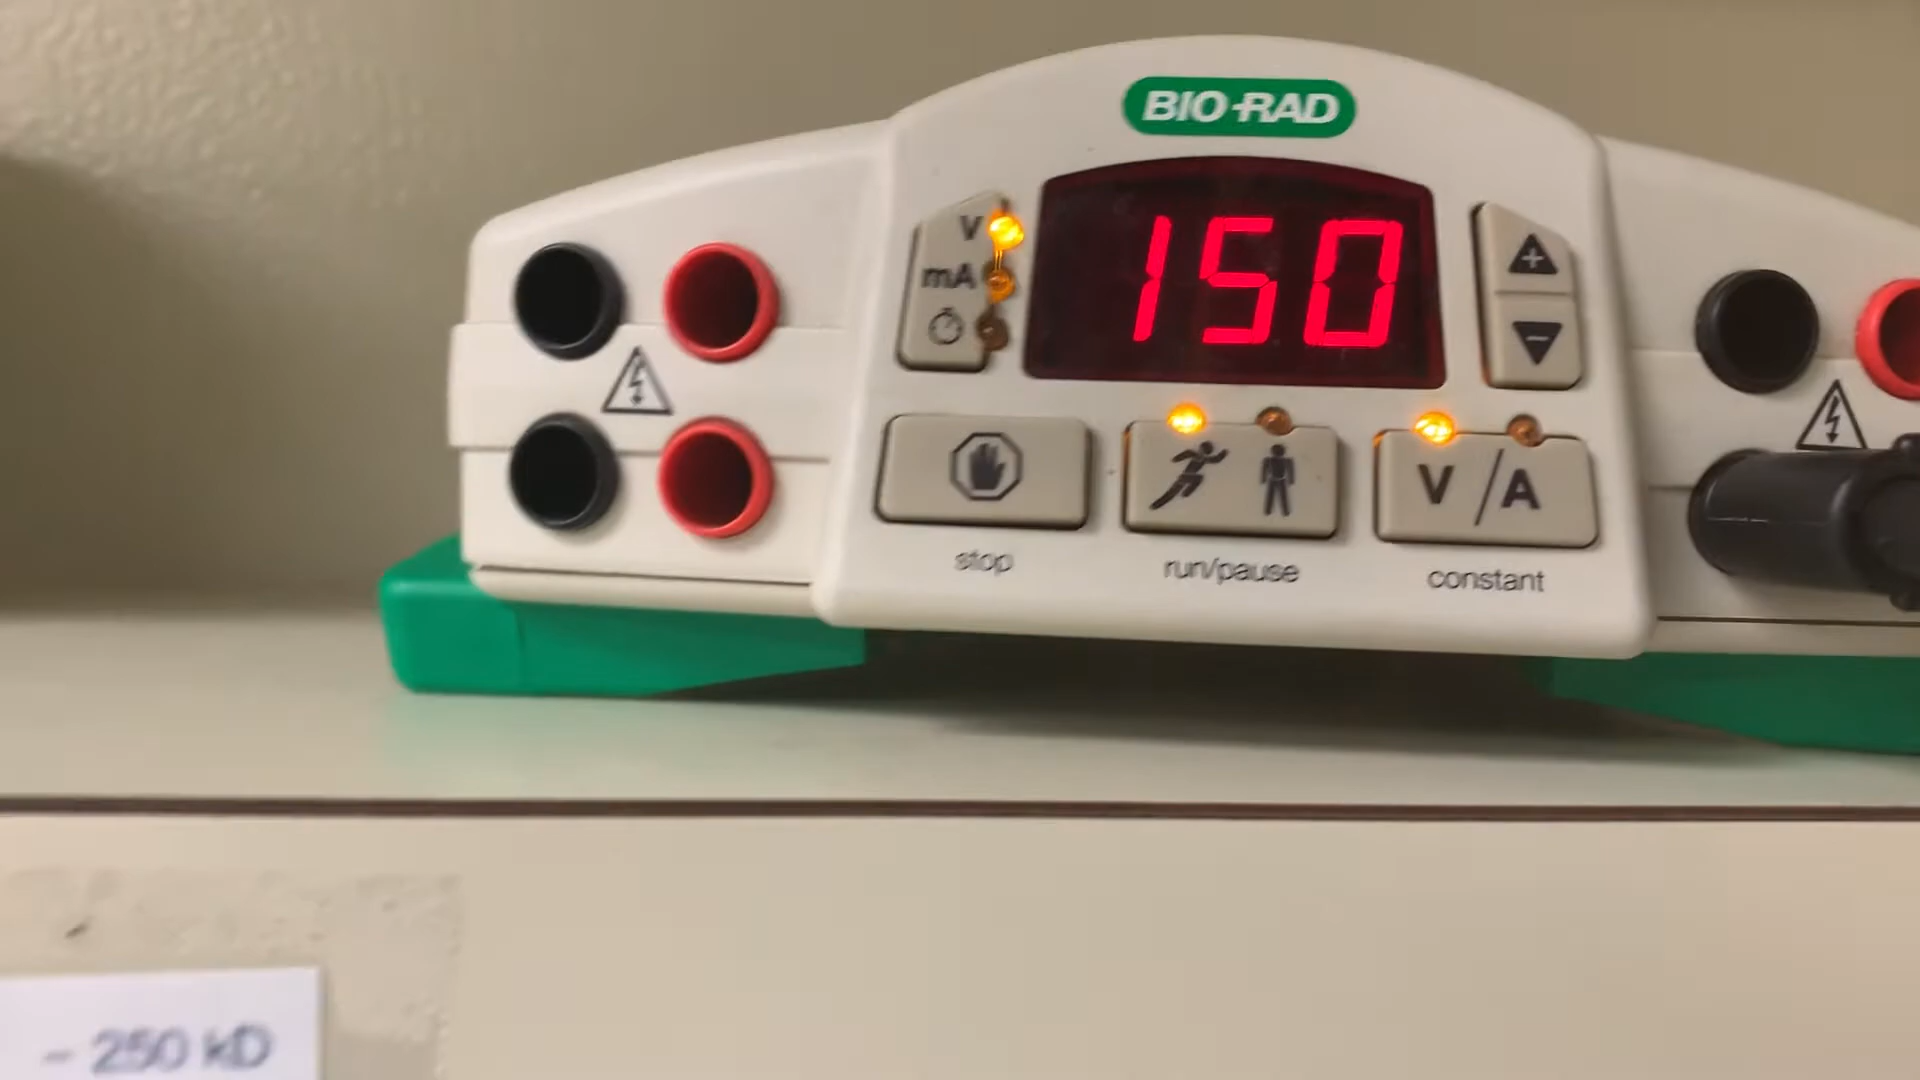 BIO-RAD
V
mA
150
+
-
V/A
stop
run/pause
constant
- 250 kD